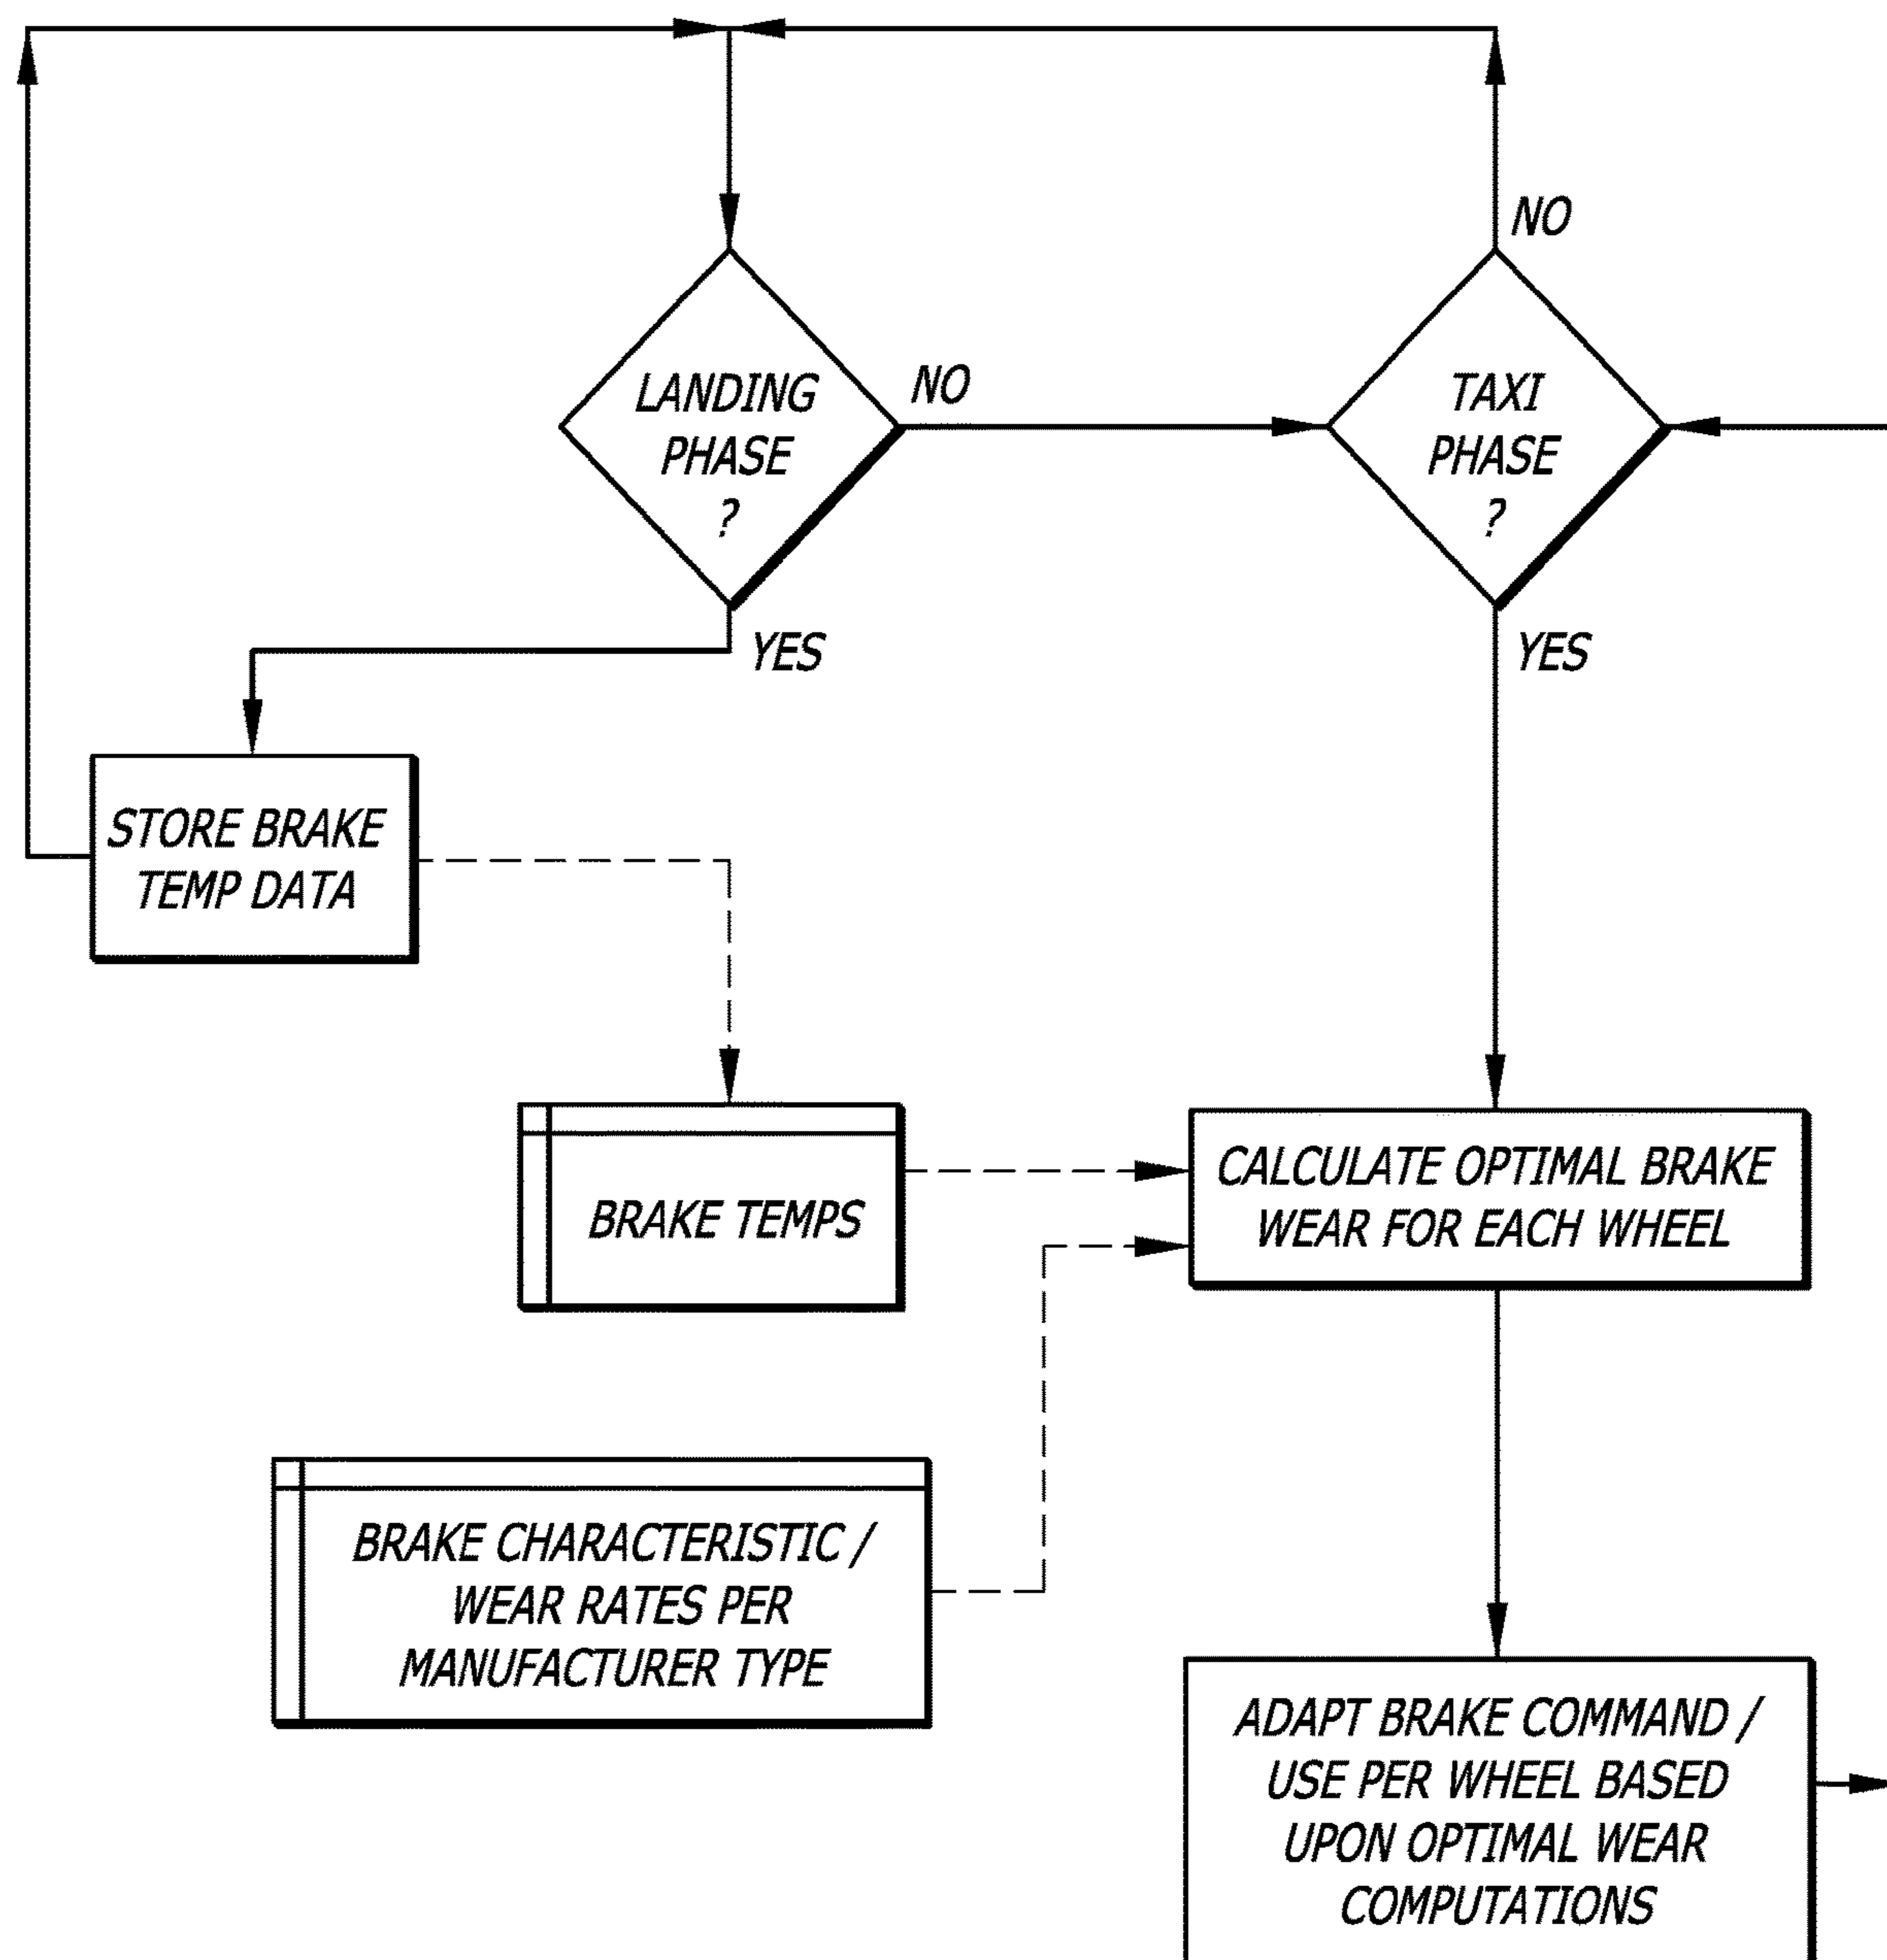 NO
LANDING
PHASE
?
NO
TAXI
PHASE
?
YES
YES
STORE BRAKE
TEMP DATA
BRAKE TEMPS
CALCULATE OPTIMAL BRAKE
WEAR FOR EACH WHEEL
BRAKE CHARACTERISTIC /
WEAR RATES PER
MANUFACTURER TYPE
ADAPT BRAKE COMMAND /
USE PER WHEEL BASED
UPON OPTIMAL WEAR
COMPUTATIONS